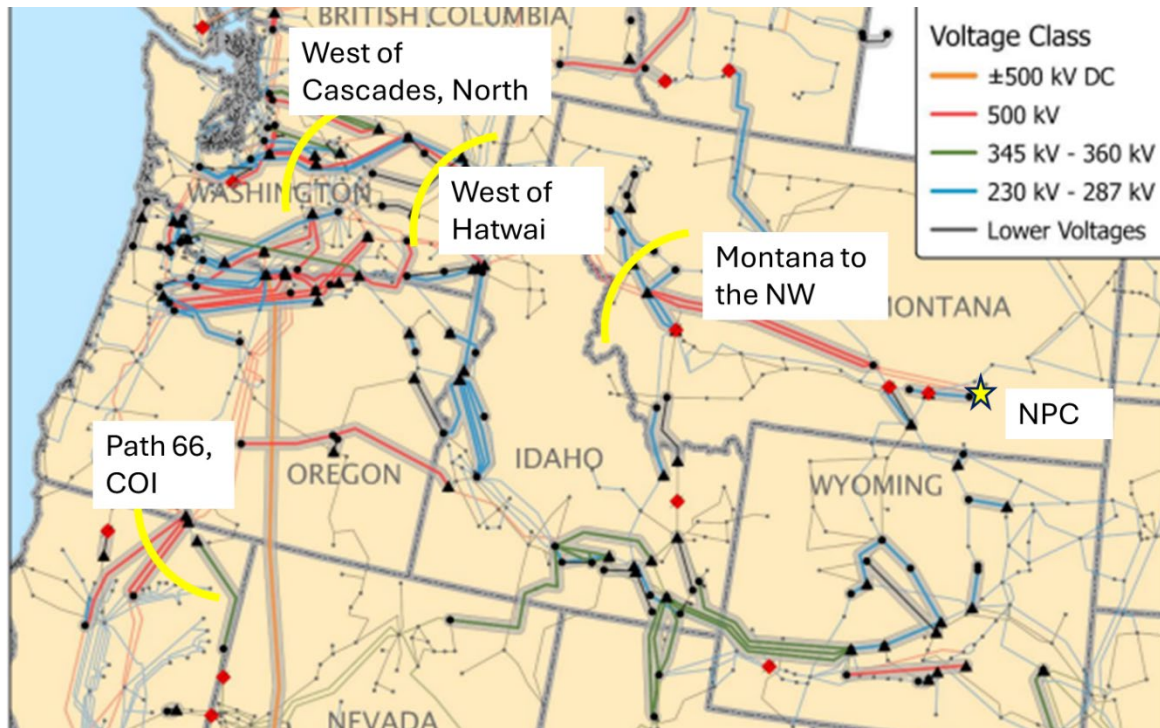 BRITISH COLUMBIA
West of
Cascades, North
Voltage Class
±500 kV DC
500 kV
345 kV - 360 kV
230 kV - 287 kV
Lower Voltages
WASHINGTON
West of
Hatwai
Montana to
the NW
MONTANA
NPC
Path 66,
COI
OREGON
IDAHO
WYOMING
NEVADA